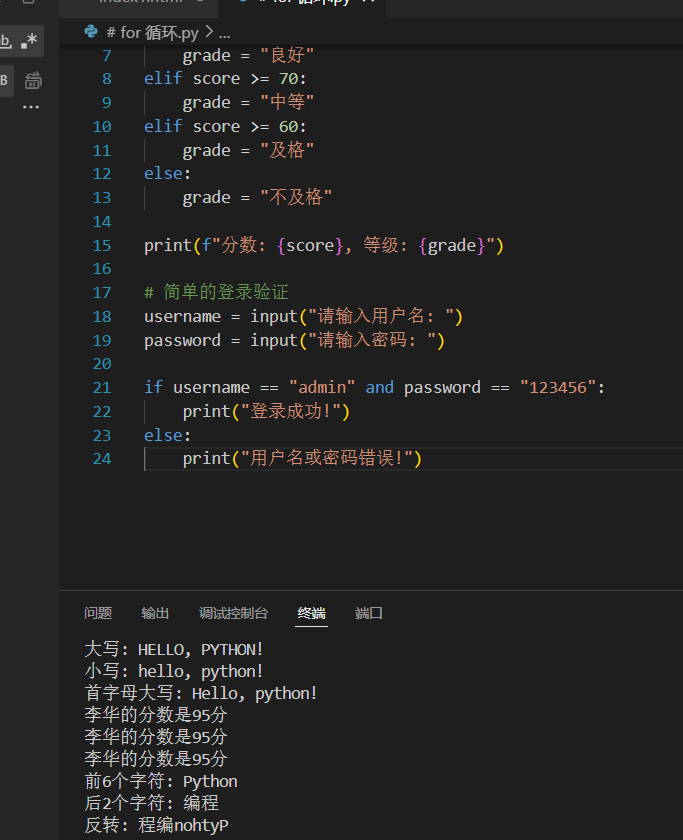 # for 循环.py
# for 循环.py > ...
7 grade = "良好"
8 elif score >= 70:
9 grade = "中等"
10 elif score >= 60:
11 grade = "及格"
12 else:
13 grade = "不及格"
14
15 print(f"分数: {score}, 等级: {grade}")
16
17 # 简单的登录验证
18 username = input("请输入用户名: ")
19 password = input("请输入密码: ")
20
21 if username == "admin" and password == "123456":
22 print("登录成功!")
23 else:
24 print("用户名或密码错误!")
问题 输出 调试控制台 终端 端口
大写: HELLO, PYTHON!
小写: hello, python!
首字母大写: Hello, python!
李华的分数是95分
李华的分数是95分
李华的分数是95分
前6个字符: Python
后2个字符: 编程
反转: 程编nohtyP